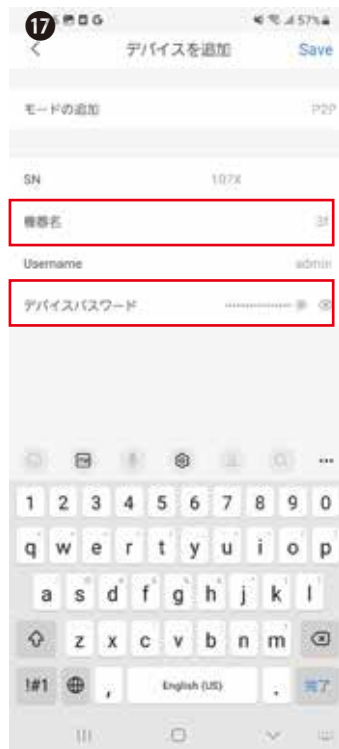 17
G 57%
デバイスを追加 Save
モードの追加 P2P
SN 107X
機器名
Username admin
デバイスパスワード
1 2 3 4 5 6 7 8 9 0
q w e r t y u i o p
a s d f g h j k l
z x c v b n m
!#1 , English (US) . 完了